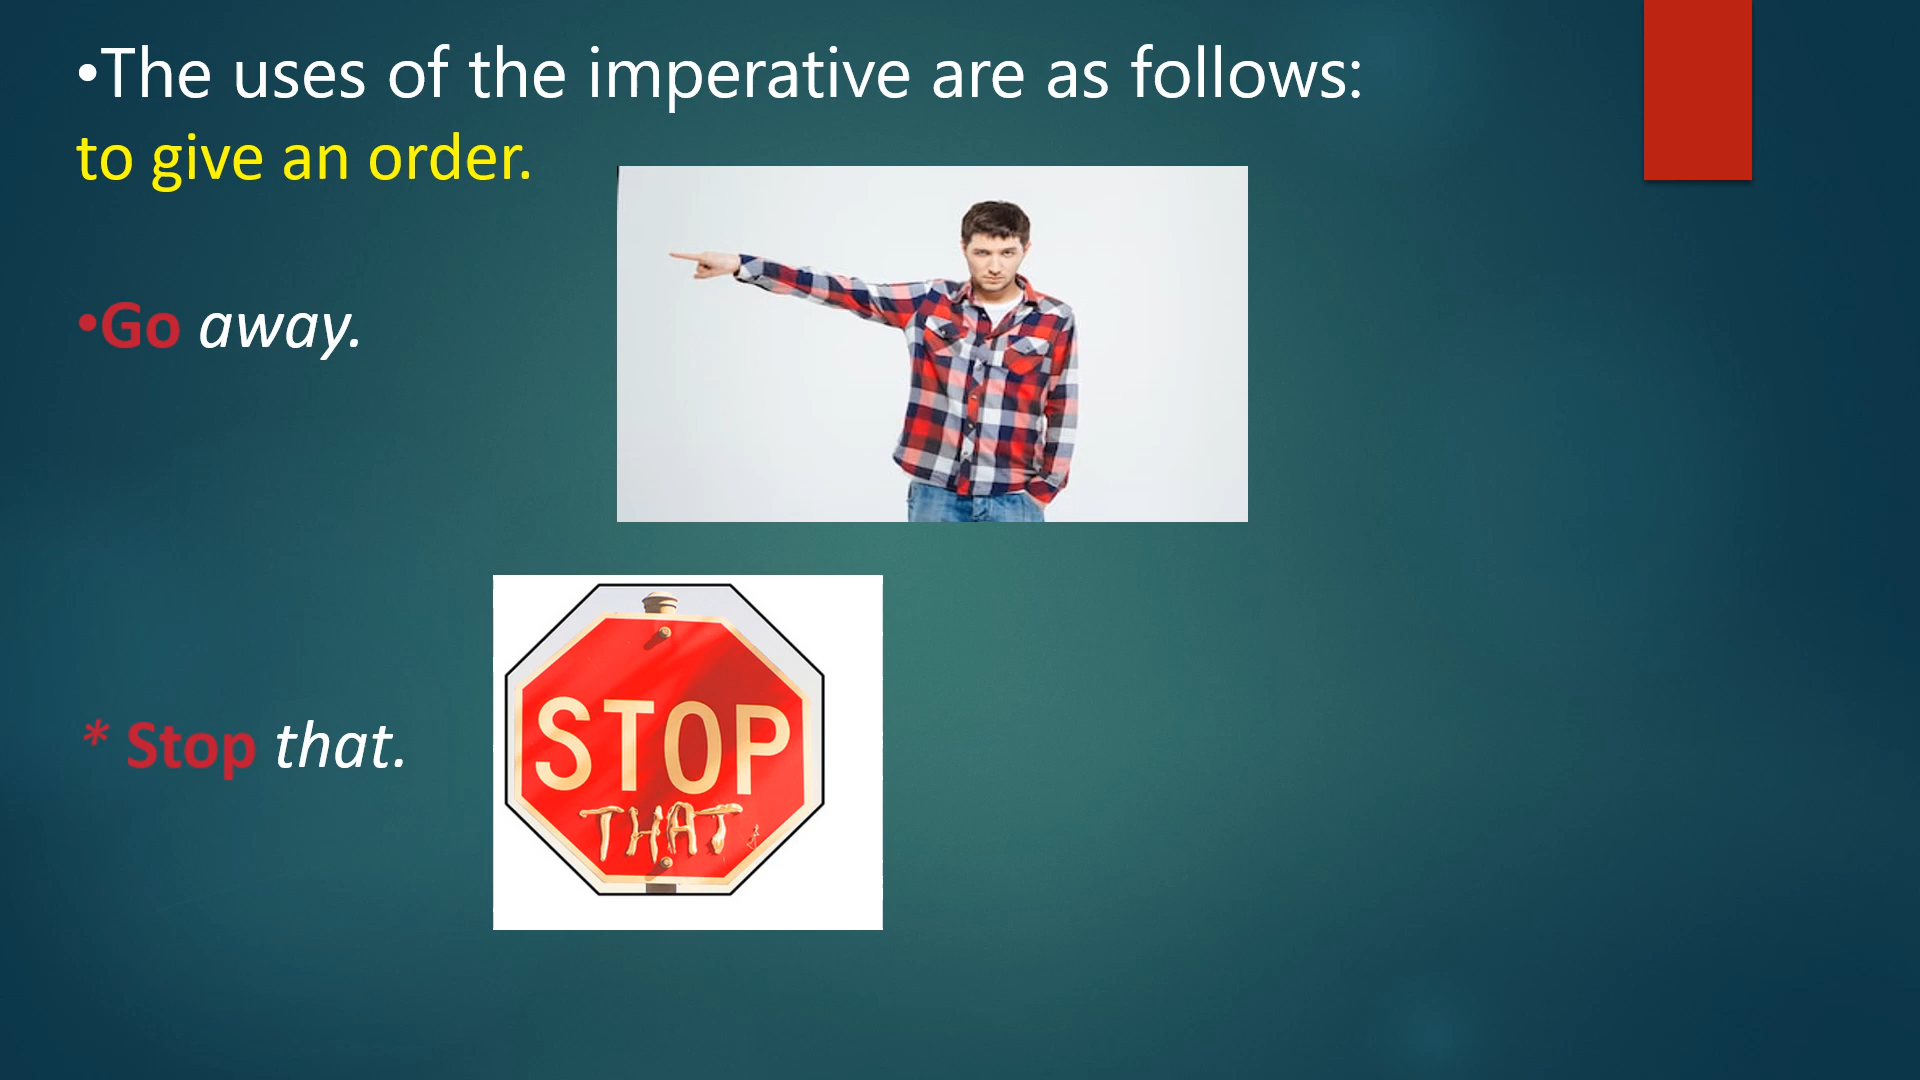 •The uses of the imperative are as follows:
to give an order.
•Go away.
* Stop that.
STOP
THAT